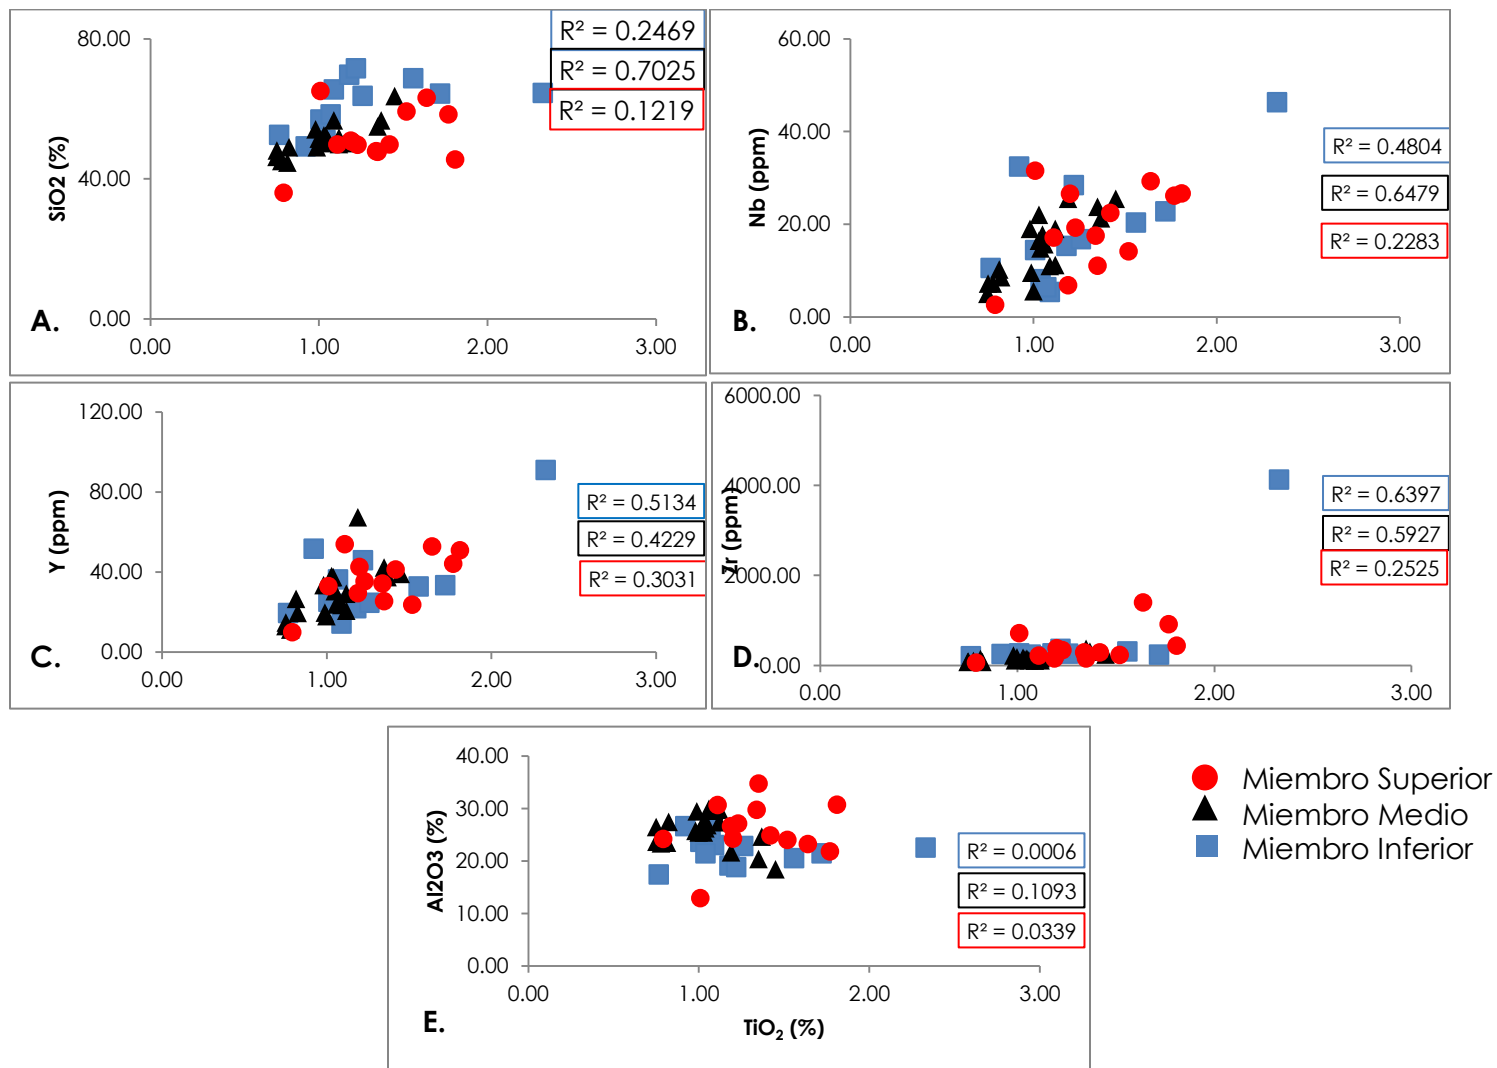 80.00
40.00
0.00
0.00 1.00 2.00 3.00
SiO2 (%)
A.
R² = 0.2469
R² = 0.7025
R² = 0.1219
60.00
40.00
20.00
0.00
0.00 1.00 2.00 3.00
Nb (ppm)
B.
R² = 0.4804
R² = 0.6479
R² = 0.2283
120.00
80.00
40.00
0.00
0.00 1.00 2.00 3.00
Y (ppm)
C.
R² = 0.5134
R² = 0.4229
R² = 0.3031
6000.00
4000.00
2000.00
0.00
0.00 1.00 2.00 3.00
Zr (ppm)
D.
R² = 0.6397
R² = 0.5927
R² = 0.2525
40.00
30.00
20.00
10.00
0.00
0.00 1.00 2.00 3.00
Al2O3 (%)
TiO₂ (%)
E.
R² = 0.0006
R² = 0.1093
R² = 0.0339
Miembro Superior
Miembro Medio
Miembro Inferior